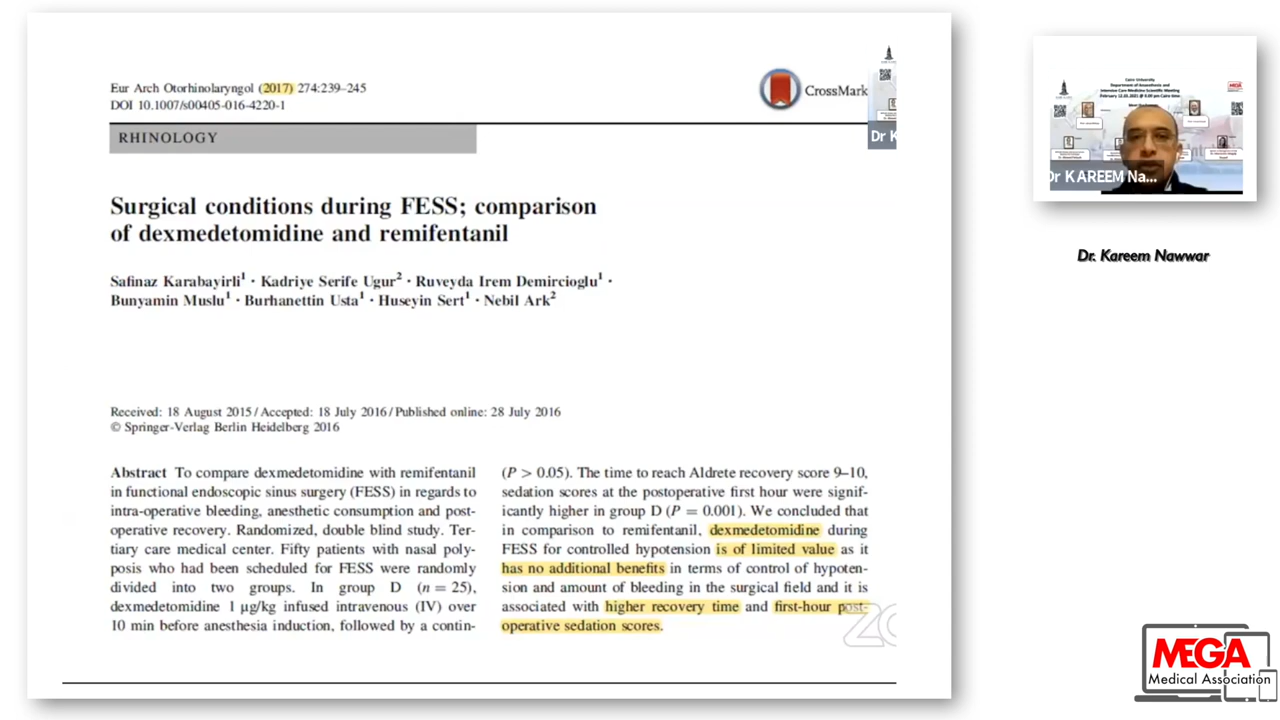 Eur Arch Otorhinolaryngol (2017) 274:239–245
DOI 10.1007/s00405-016-4220-1
CrossMark
RHINOLOGY
Dr K
Surgical conditions during FESS; comparison
of dexmedetomidine and remifentanil
Safinaz Karabayirli1 · Kadriye Serife Ugur2 · Ruveyda Irem Demircioglu1 ·
Bunyamin Muslu1 · Burhanettin Usta1 · Huseyin Sert1 · Nebil Ark2
Received: 18 August 2015 / Accepted: 18 July 2016 / Published online: 28 July 2016
© Springer-Verlag Berlin Heidelberg 2016
Abstract To compare dexmedetomidine with remifentanil
in functional endoscopic sinus surgery (FESS) in regards to
intra-operative bleeding, anesthetic consumption and post-
operative recovery. Randomized, double blind study. Ter-
tiary care medical center. Fifty patients with nasal poly-
posis who had been scheduled for FESS were randomly
divided into two groups. In group D (n = 25),
dexmedetomidine 1 µg/kg infused intravenous (IV) over
10 min before anesthesia induction, followed by a contin-
(P > 0.05). The time to reach Aldrete recovery score 9–10,
sedation scores at the postoperative first hour were signif-
icantly higher in group D (P = 0.001). We concluded that
in comparison to remifentanil, dexmedetomidine during
FESS for controlled hypotension is of limited value as it
has no additional benefits in terms of control of hypoten-
sion and amount of bleeding in the surgical field and it is
associated with higher recovery time and first-hour post-
operative sedation scores.
Cairo University
Department of Anaesthesia and
Intensive Care Medicine Scientific Meeting
Dr KAREEM Na...
Dr. Kareem Nawwar
MEGA
Medical Association